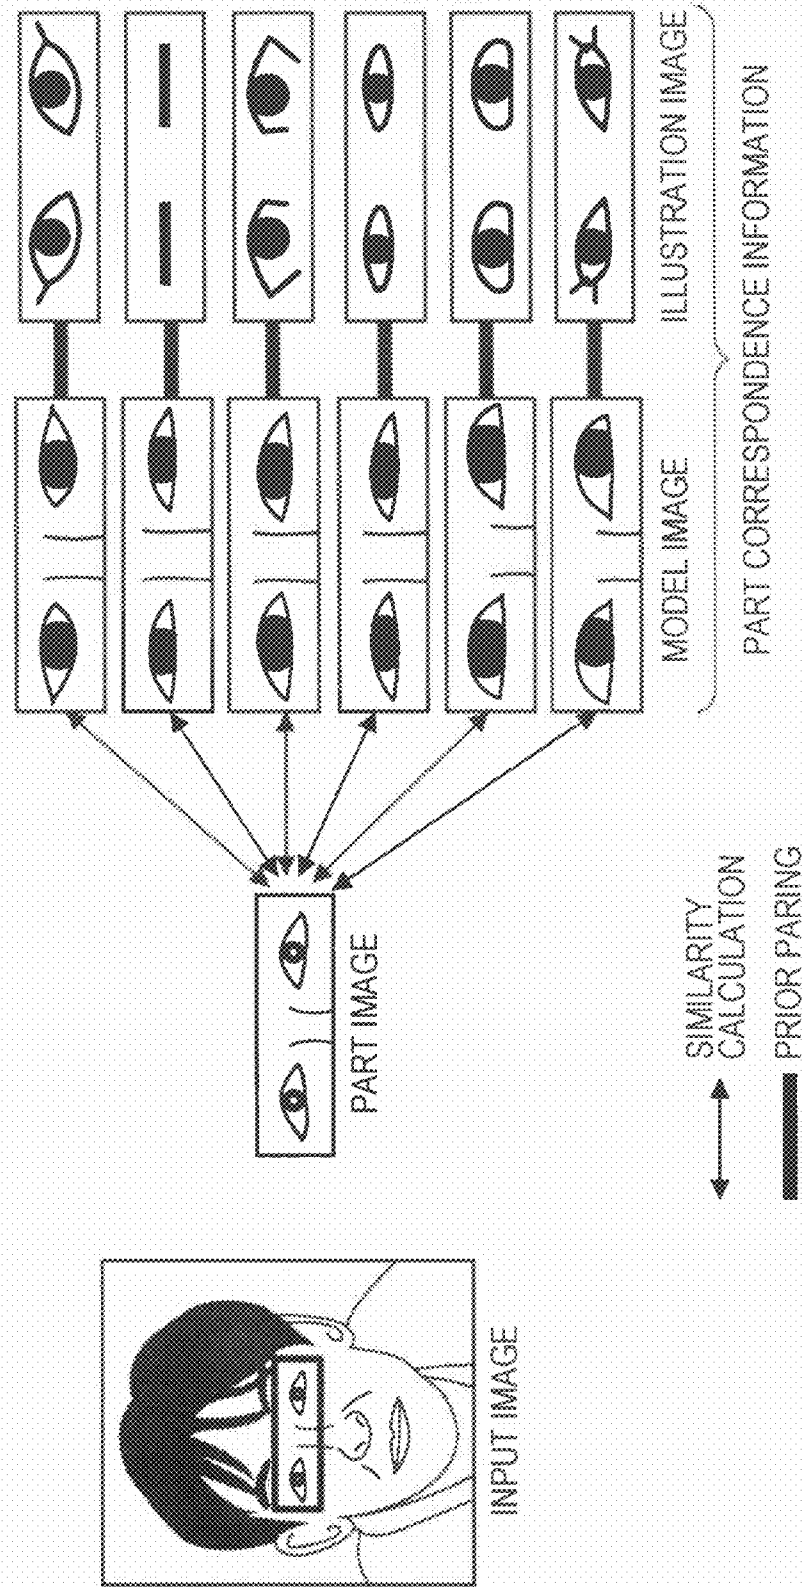 INPUT IMAGE
PART IMAGE
MODEL IMAGE
ILLUSTRATION IMAGE
PART CORRESPONDENCE INFORMATION
SIMILARITY
CALCULATION
PRIOR PARING